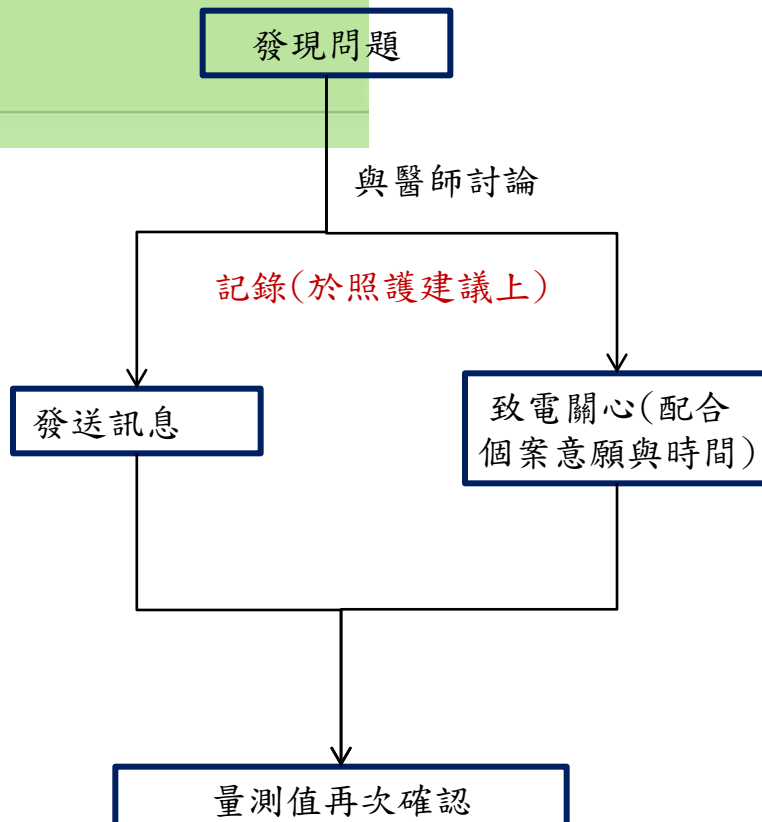 發現問題
與醫師討論
記錄(於照護建議上)
發送訊息
致電關心(配合
個案意願與時間)
量測值再次確認